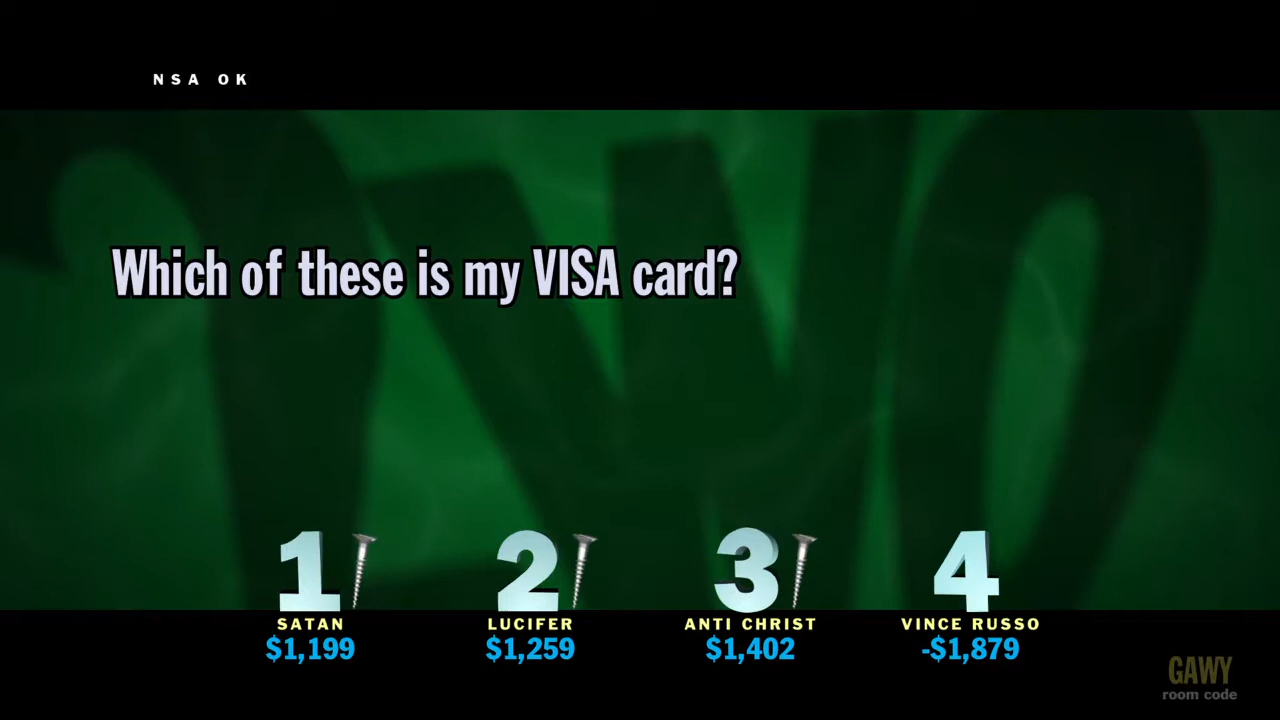 NSA OK
Which of these is my VISA card?
1 2 3 4
SATAN LUCIFER ANTI CHRIST VINCE RUSSO
$1,199 $1,259 $1,402 -$1,879
GAWY
room code